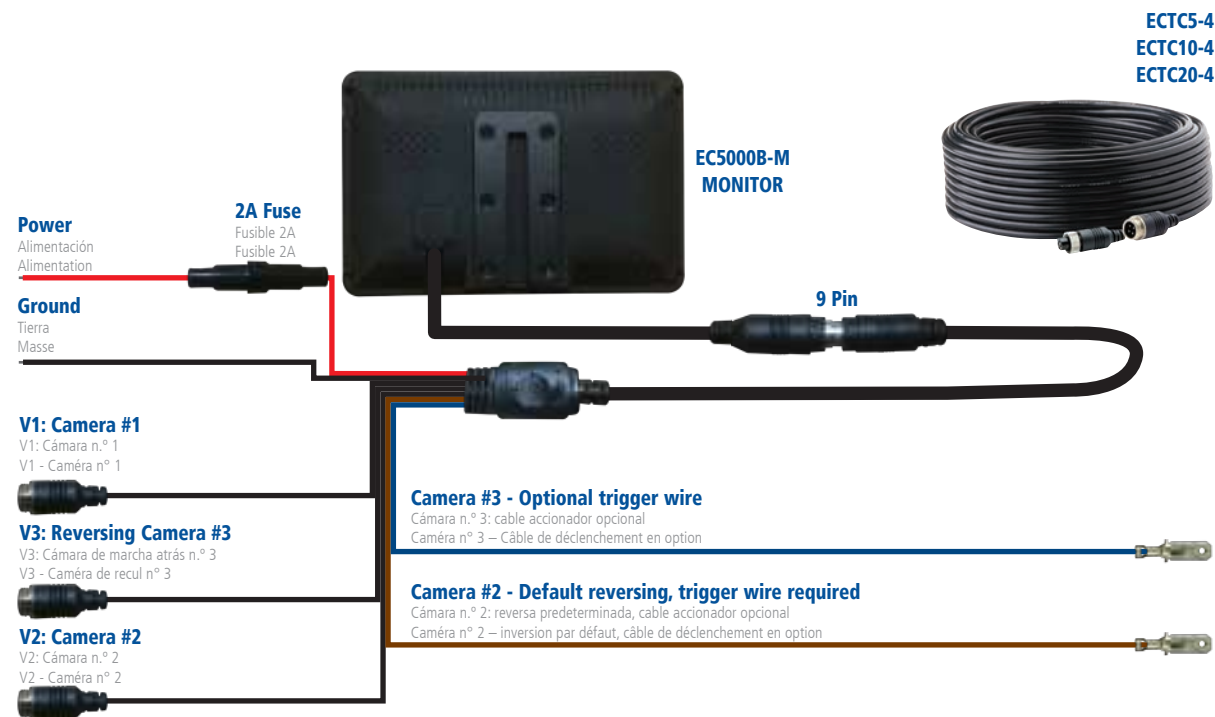 ECTC5-4
ECTC10-4
ECTC20-4
EC5000B-M
MONITOR
Power
Alimentación
Alimentation
2A Fuse
Fusible 2A
Fusible 2A
Ground
Tierra
Masse
9 Pin
V1: Camera #1
V1: Cámara n.º 1
V1 - Caméra n° 1
V3: Reversing Camera #3
V3: Cámara de marcha atrás n.º 3
V3 - Caméra de recul n° 3
V2: Camera #2
V2: Cámara n.º 2
V2 - Caméra n° 2
Camera #3 - Optional trigger wire
Cámara n.º 3: cable accionador opcional
Caméra n° 3 – Câble de déclenchement en option
Camera #2 - Default reversing, trigger wire required
Cámara n.º 2: reversa predeterminada, cable accionador opcional
Caméra n° 2 – inversion par défaut, câble de déclenchement en option